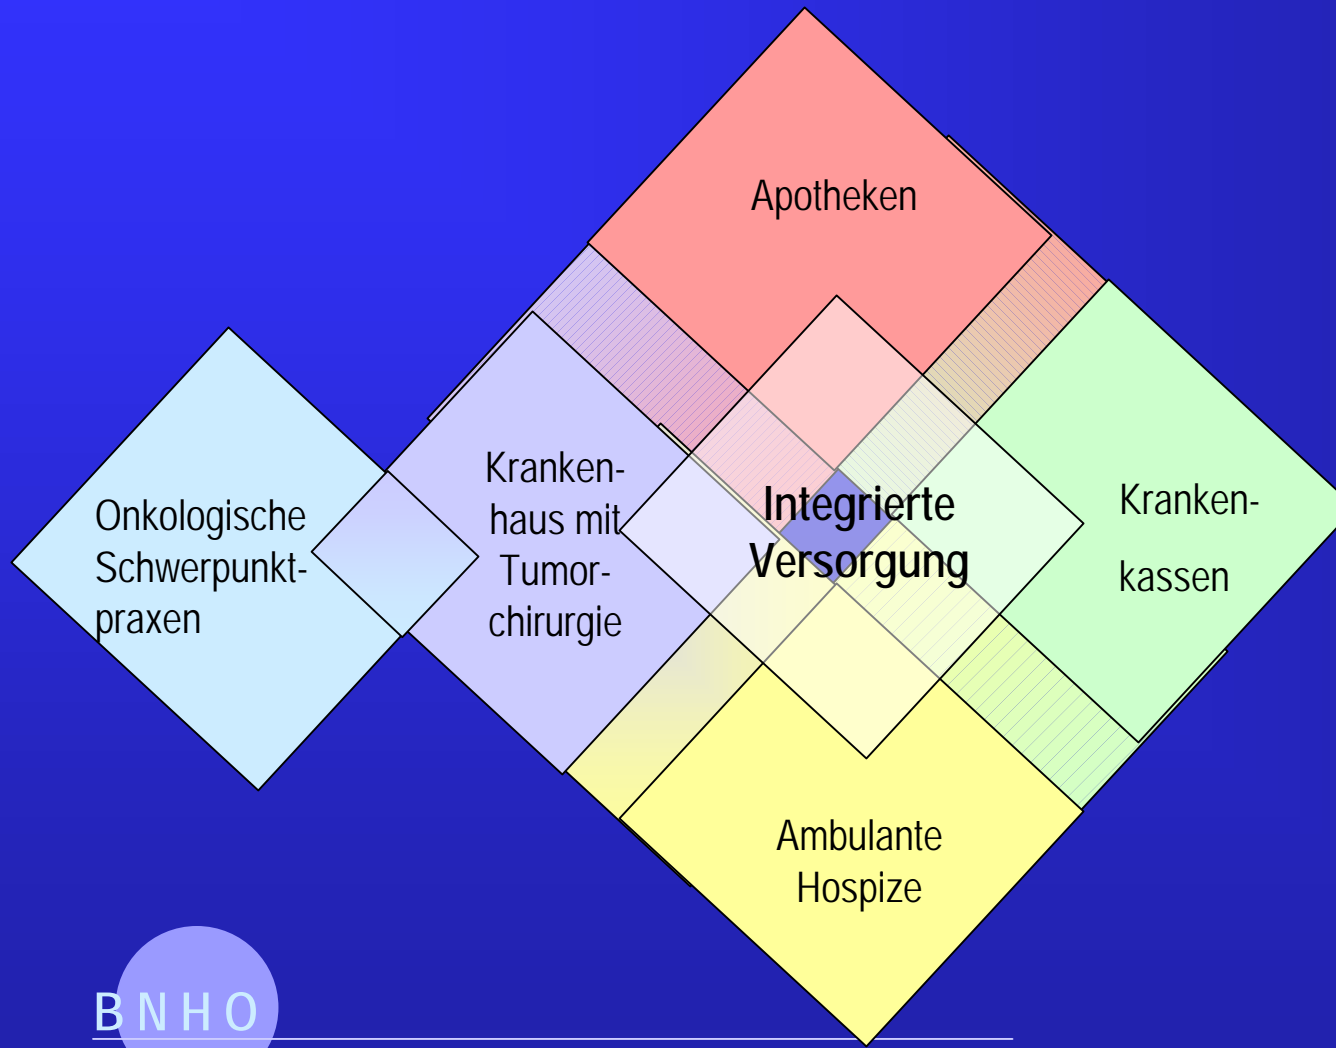 Apotheken
Onkologische
Schwerpunkt-
praxen
Kranken-
haus mit
Tumor-
chirurgie
Integrierte
Versorgung
Kranken-
kassen
Ambulante
Hospize
BNHO